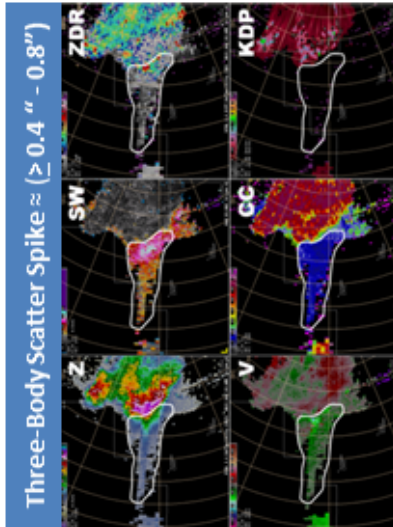 Three-Body Scatter Spike ≈ (≥ 0.4 “ - 0.8”)
Z
SW
ZDR
V
CC
KDP